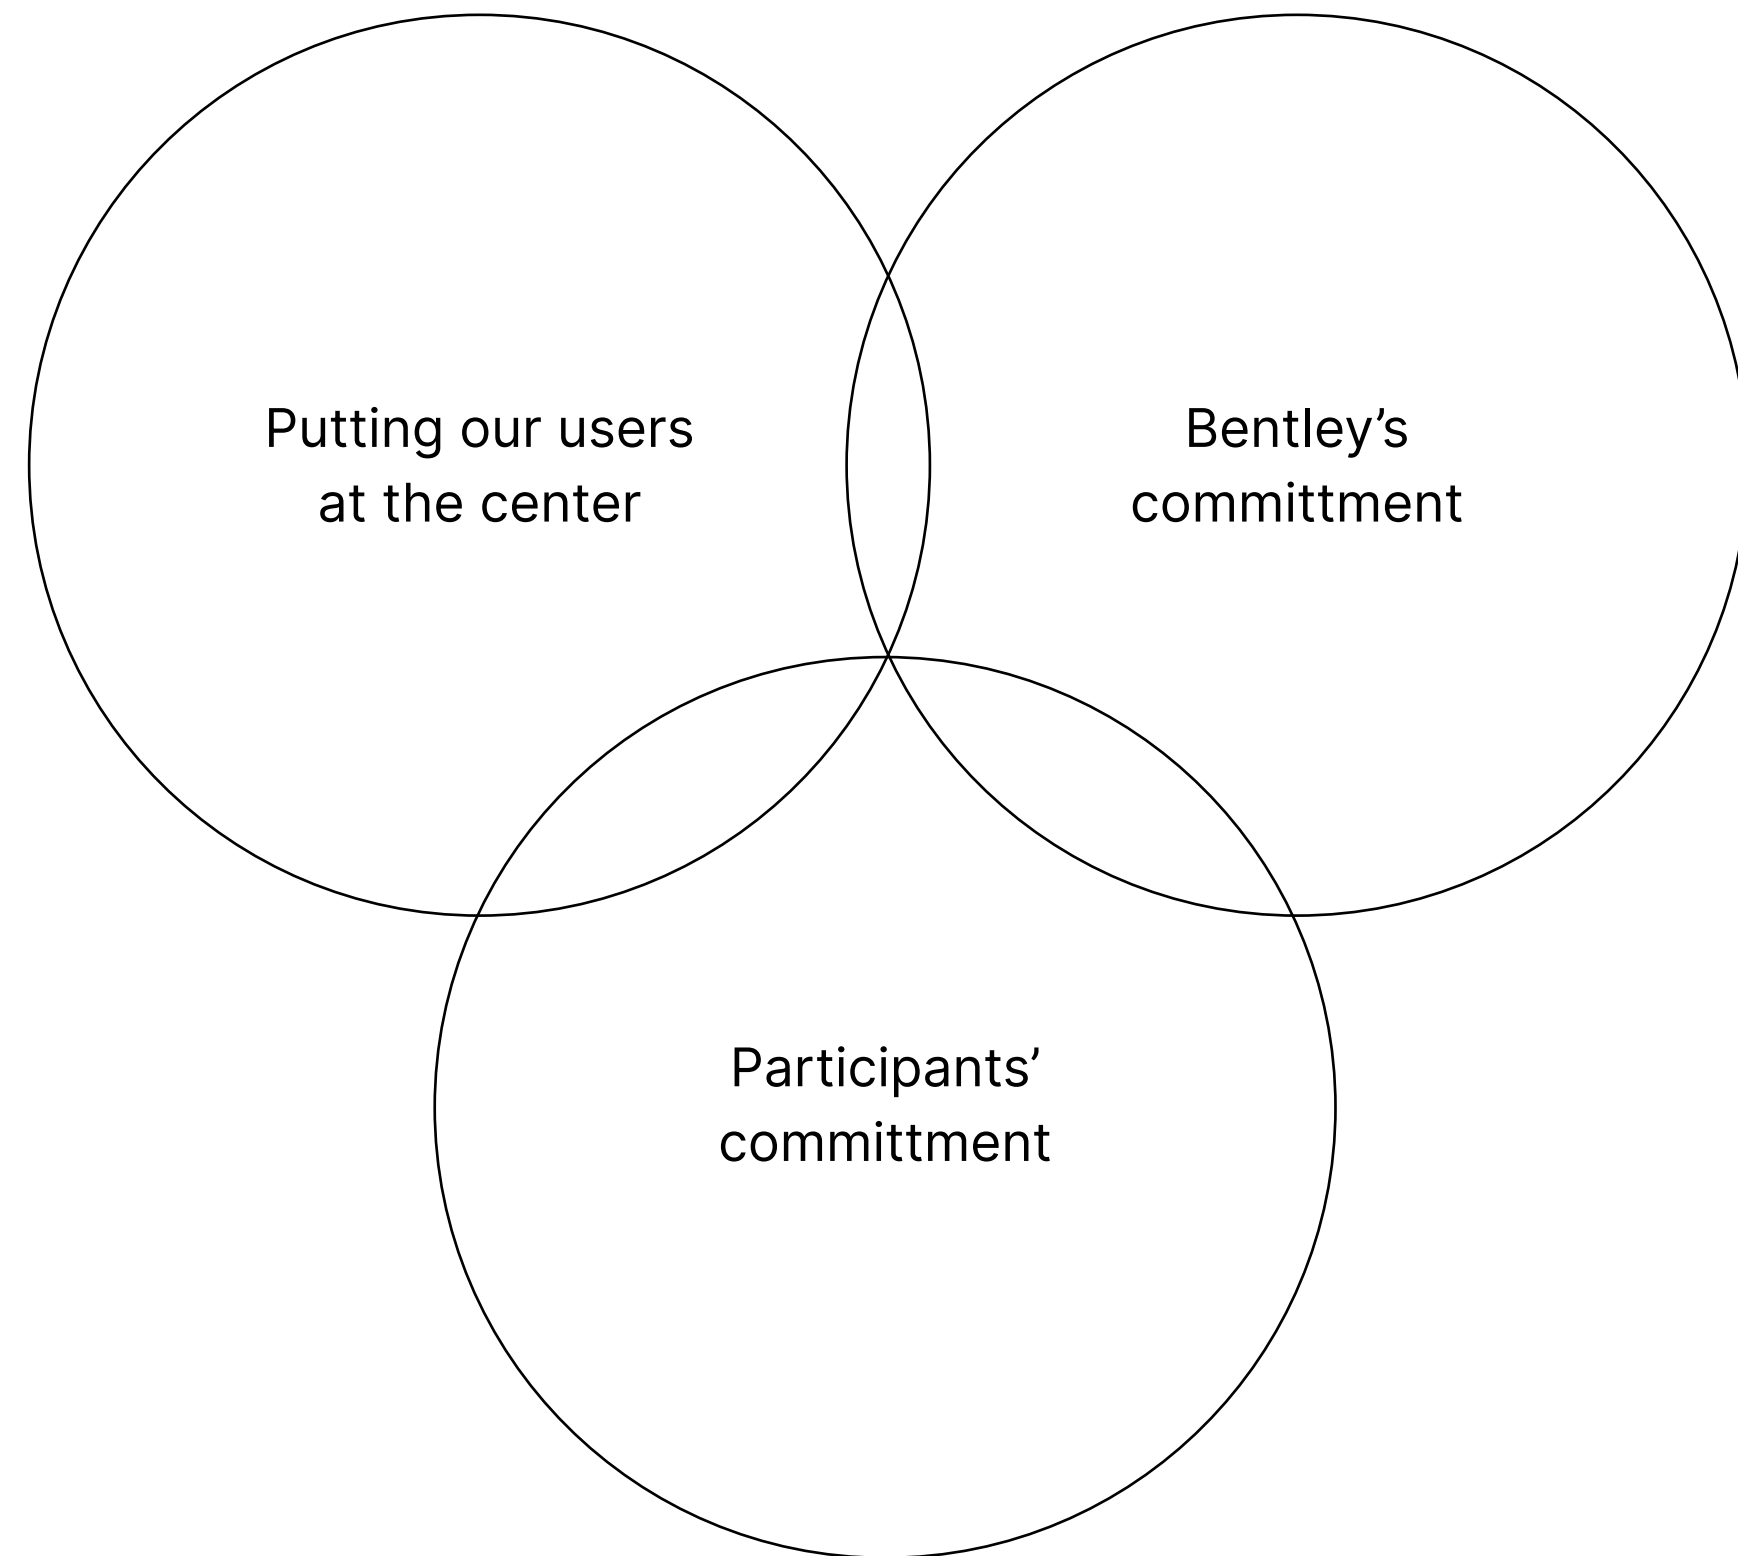 Putting our users
at the center
Bentley’s
committment
Participants’
committment